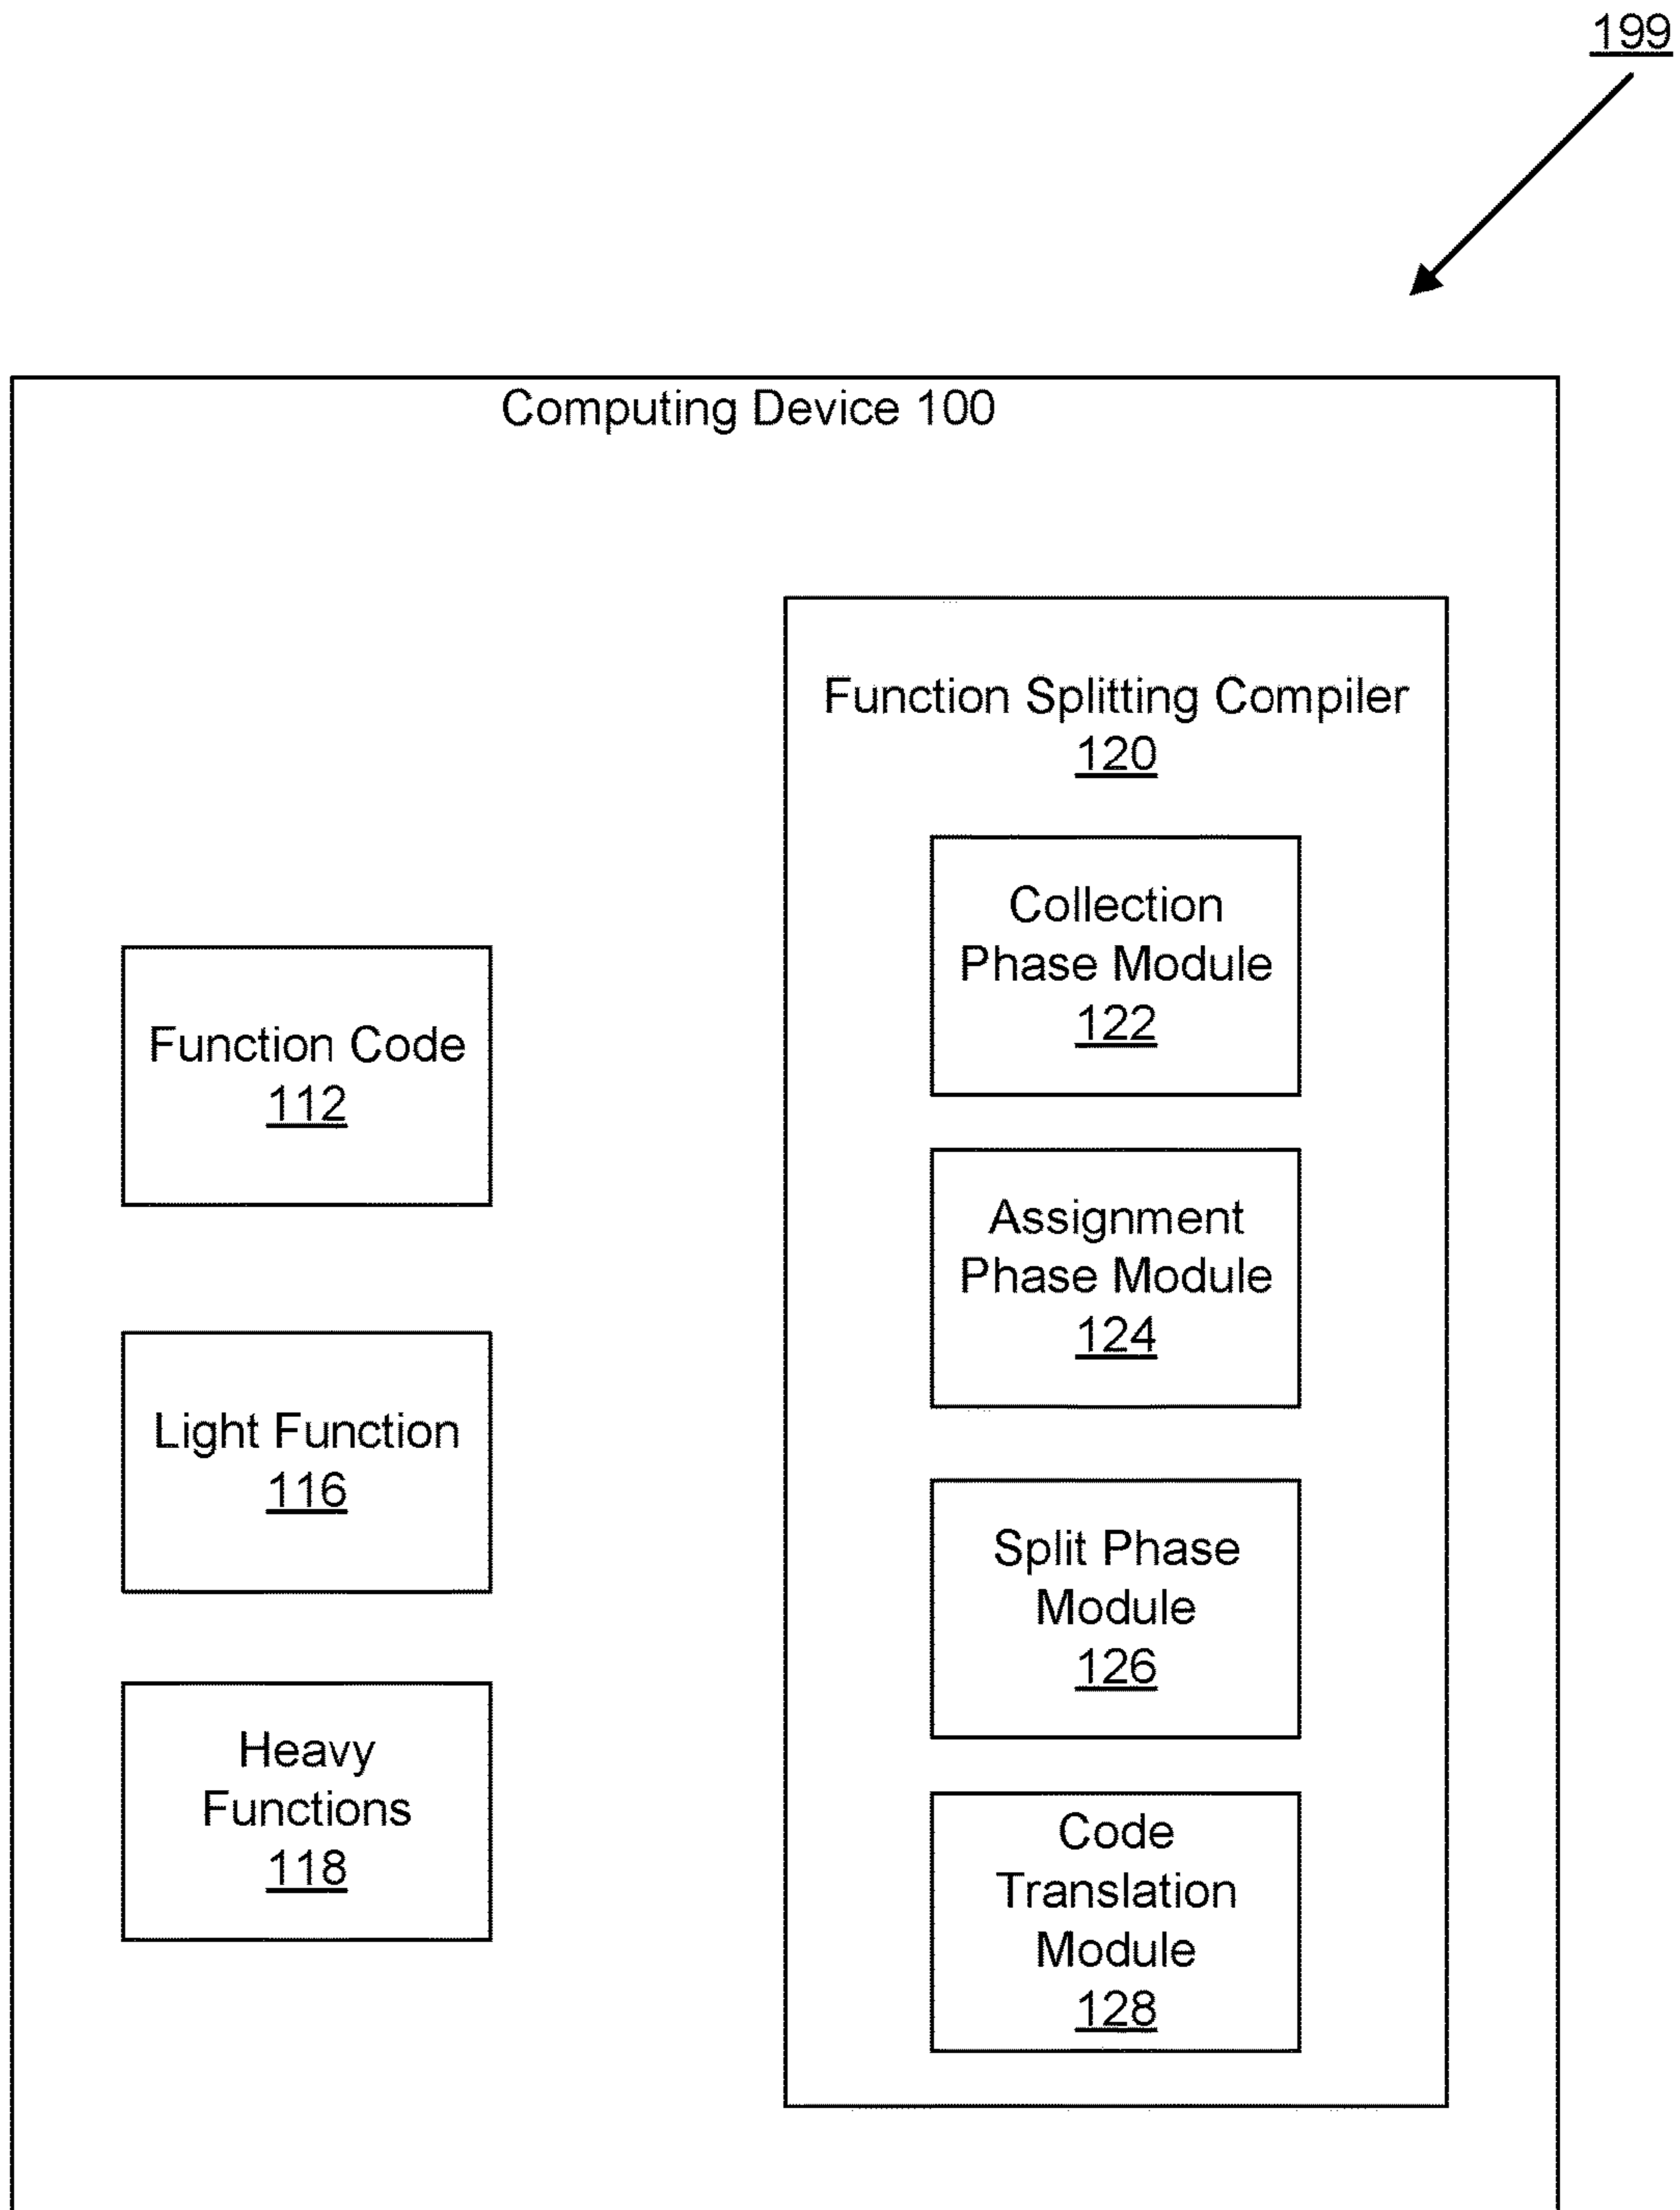 199
Computing Device 100
Function Code
112
Light Function
116
Heavy
Functions
118
Function Splitting Compiler
120
Collection
Phase Module
122
Assignment
Phase Module
124
Split Phase
Module
126
Code
Translation
Module
128